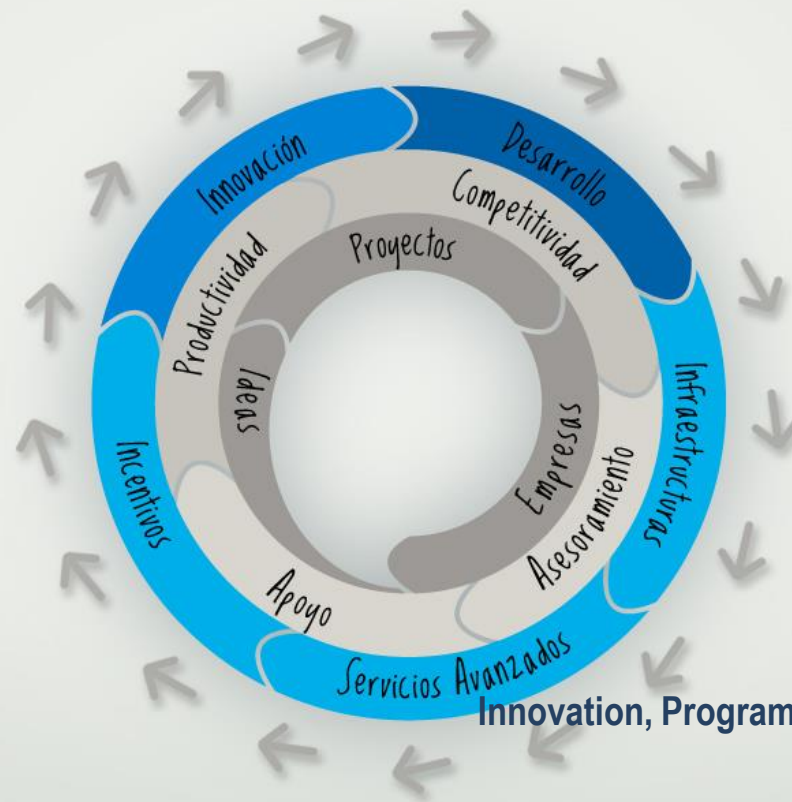 Innovación
Desarrollo
Infraestructuras
Servicios Avanzados
Incentivos
Productividad
Competitividad
Asesoramiento
Apoyo
Ideas
Proyectos
Empresas
Innovation, Program